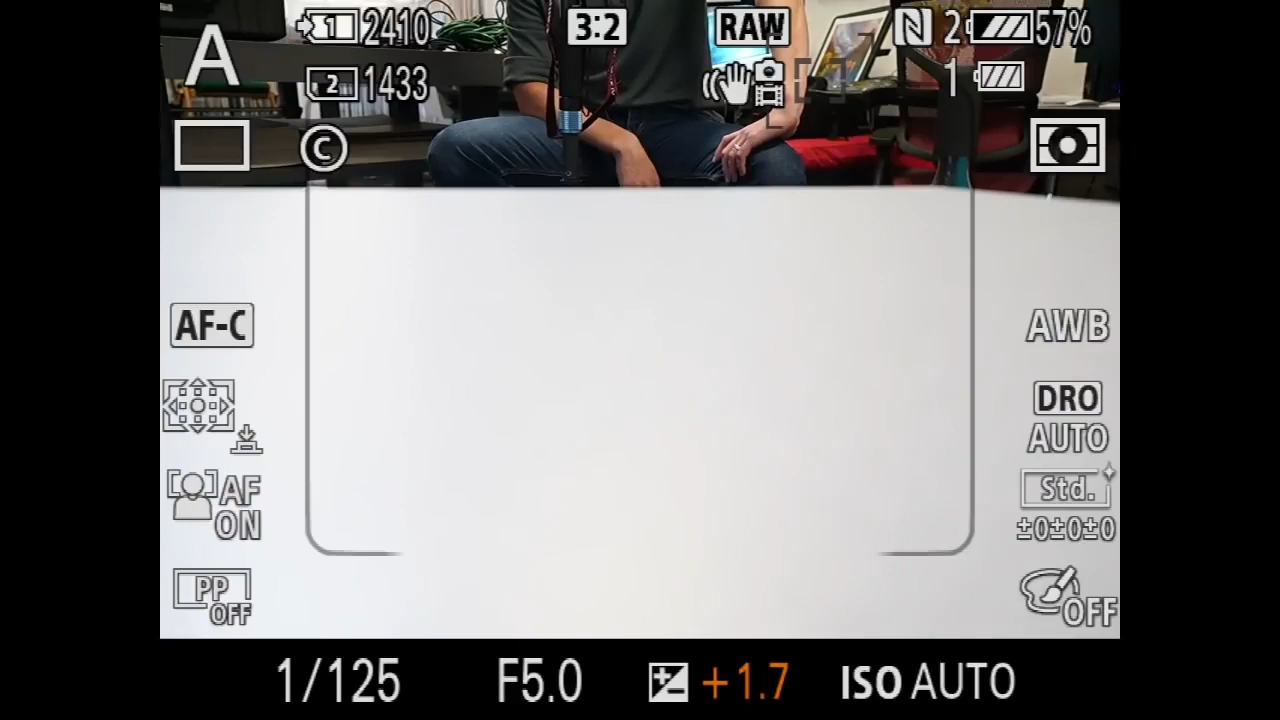 A 1 2410 3:2 RAW N 2 57%
2 1433 1
C
AF-C AWB
DRO
AUTO
AF
ON
Std.
±0±0±0
PP
OFF
OFF
1/125 F5.0 +1.7 ISO AUTO